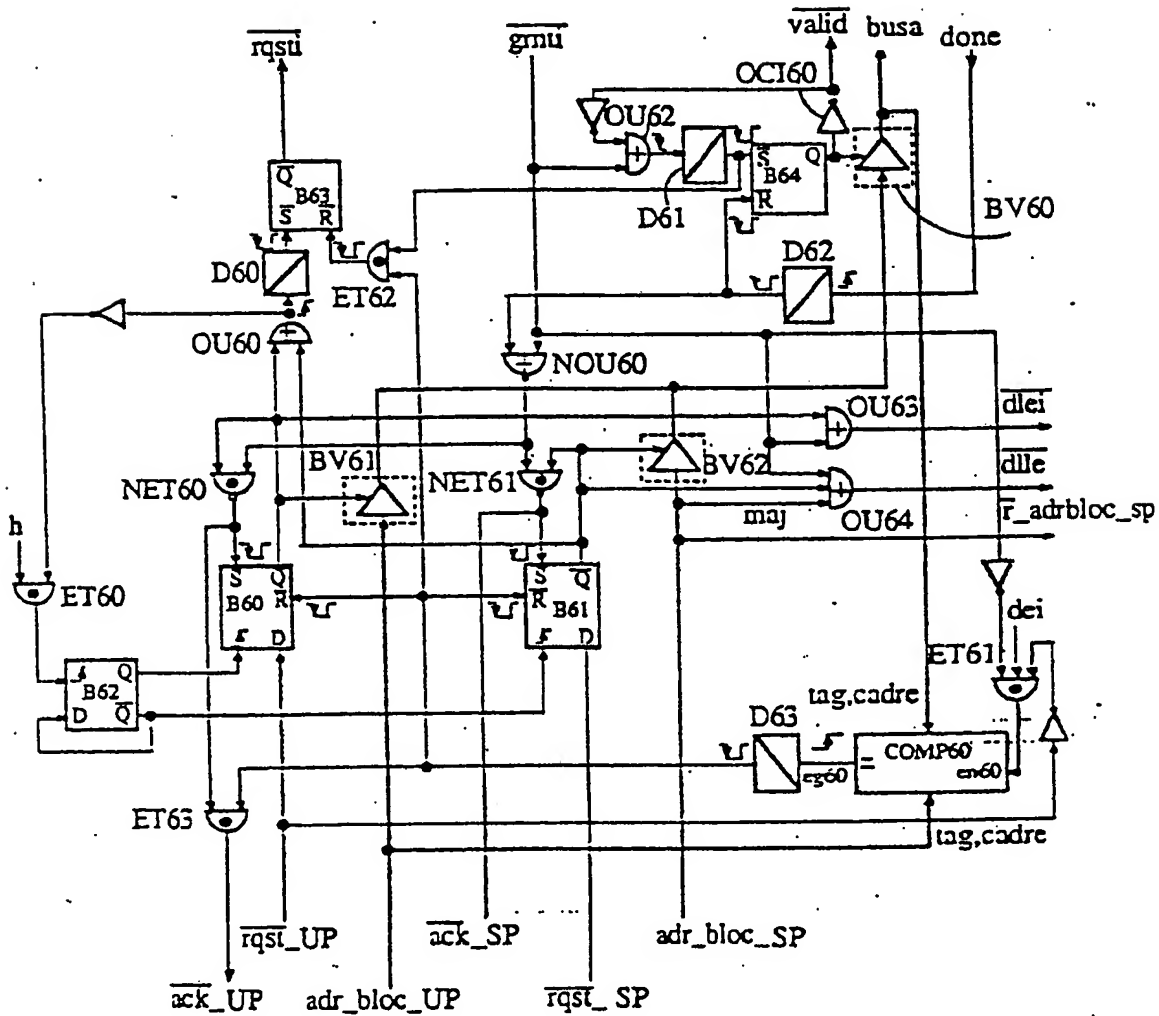 rqsti
grnti
valid
busa
done
OCI60
OU62
Q
B63
S
R
S
Q
B64
R
D61
BV60
D60
ET62
D62
OU60
NOU60
OU63
dlei
BV61
BV62
dlle
NET60
NET61
maj
OU64
r_adrbloc_sp
h
ET60
S
Q
R
B60
D
S
Q
R
B61
D
dei
ET61
Q
B62
D
Q
tag,cadre
D63
eg60
=
COMP60
en60
ET63
tag,cadre
rqst_UP
ack_SP
adr_bloc_SP
ack_UP
adr_bloc_UP
rqst_SP